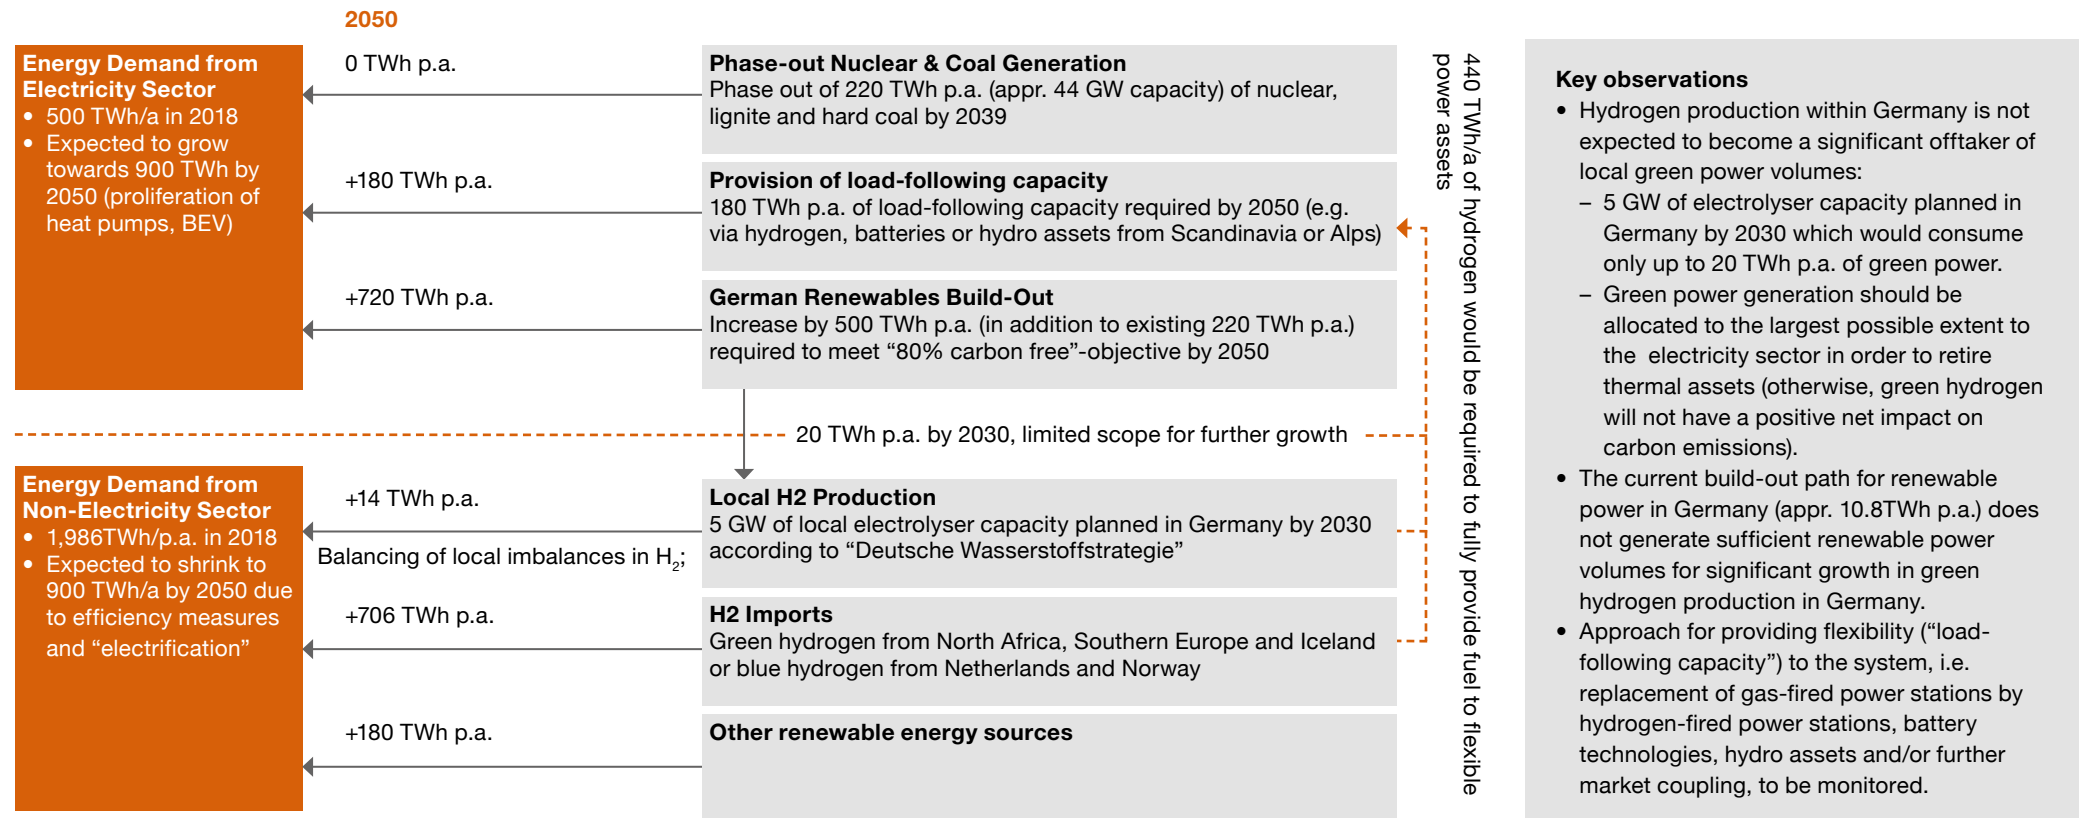 2050
Energy Demand from
Electricity Sector
• 500 TWh/a in 2018
• Expected to grow
towards 900 TWh by
2050 (proliferation of
heat pumps, BEV)
0 TWh p.a.
Phase-out Nuclear & Coal Generation
Phase out of 220 TWh p.a. (appr. 44 GW capacity) of nuclear,
lignite and hard coal by 2039
+180 TWh p.a.
Provision of load-following capacity
180 TWh p.a. of load-following capacity required by 2050 (e.g.
via hydrogen, batteries or hydro assets from Scandinavia or Alps)
+720 TWh p.a.
German Renewables Build-Out
Increase by 500 TWh p.a. (in addition to existing 220 TWh p.a.)
required to meet “80% carbon free”-objective by 2050
20 TWh p.a. by 2030, limited scope for further growth
Energy Demand from
Non-Electricity Sector
• 1,986TWh/p.a. in 2018
• Expected to shrink to
900 TWh/a by 2050 due
to efficiency measures
and “electrification”
+14 TWh p.a.
Balancing of local imbalances in H₂;
Local H2 Production
5 GW of local electrolyser capacity planned in Germany by 2030
according to “Deutsche Wasserstoffstrategie”
+706 TWh p.a.
H2 Imports
Green hydrogen from North Africa, Southern Europe and Iceland
or blue hydrogen from Netherlands and Norway
+180 TWh p.a.
Other renewable energy sources
440 TWh/a of hydrogen would be required to fully provide fuel to flexible
power assets
Key observations
• Hydrogen production within Germany is not
expected to become a significant offtaker of
local green power volumes:
– 5 GW of electrolyser capacity planned in
Germany by 2030 which would consume
only up to 20 TWh p.a. of green power.
– Green power generation should be
allocated to the largest possible extent to
the electricity sector in order to retire
thermal assets (otherwise, green hydrogen
will not have a positive net impact on
carbon emissions).
• The current build-out path for renewable
power in Germany (appr. 10.8TWh p.a.) does
not generate sufficient renewable power
volumes for significant growth in green
hydrogen production in Germany.
• Approach for providing flexibility (“load-
following capacity”) to the system, i.e.
replacement of gas-fired power stations by
hydrogen-fired power stations, battery
technologies, hydro assets and/or further
market coupling, to be monitored.